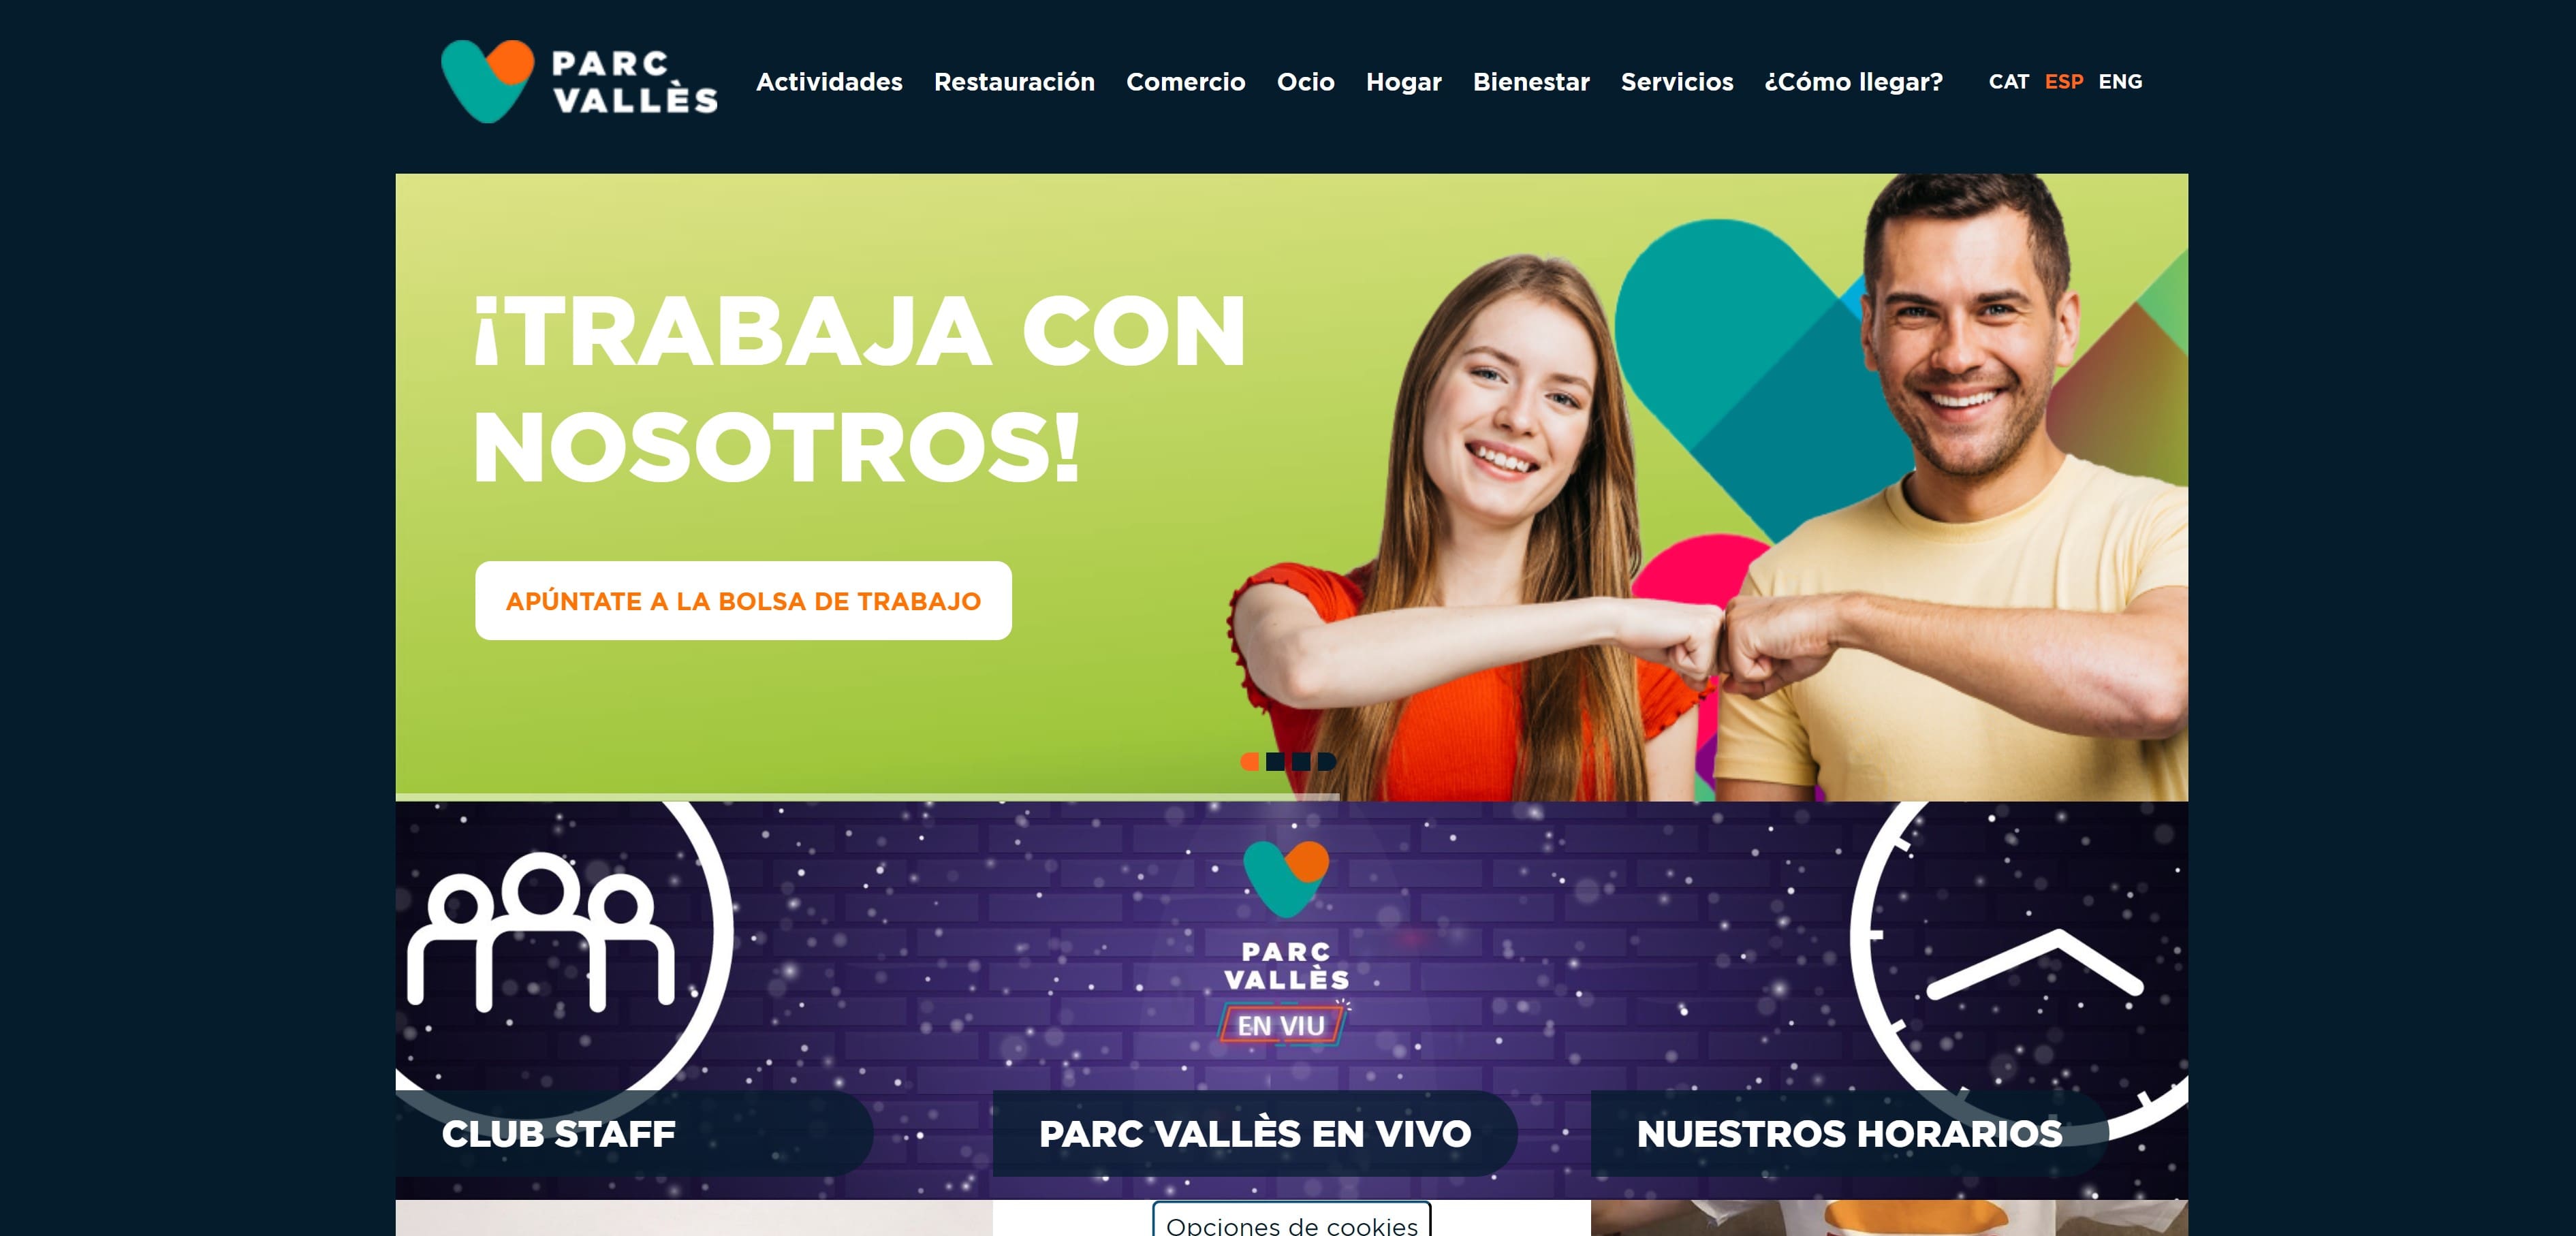 PARC
VALLÈS
Actividades Restauración Comercio Ocio Hogar Bienestar Servicios ¿Cómo llegar? CAT ESP ENG
¡TRABAJA CON
NOSOTROS!
APÚNTATE A LA BOLSA DE TRABAJO
PARC
VALLÈS
EN VIU
CLUB STAFF
PARC VALLÈS EN VIVO
NUESTROS HORARIOS
Opciones de cookies